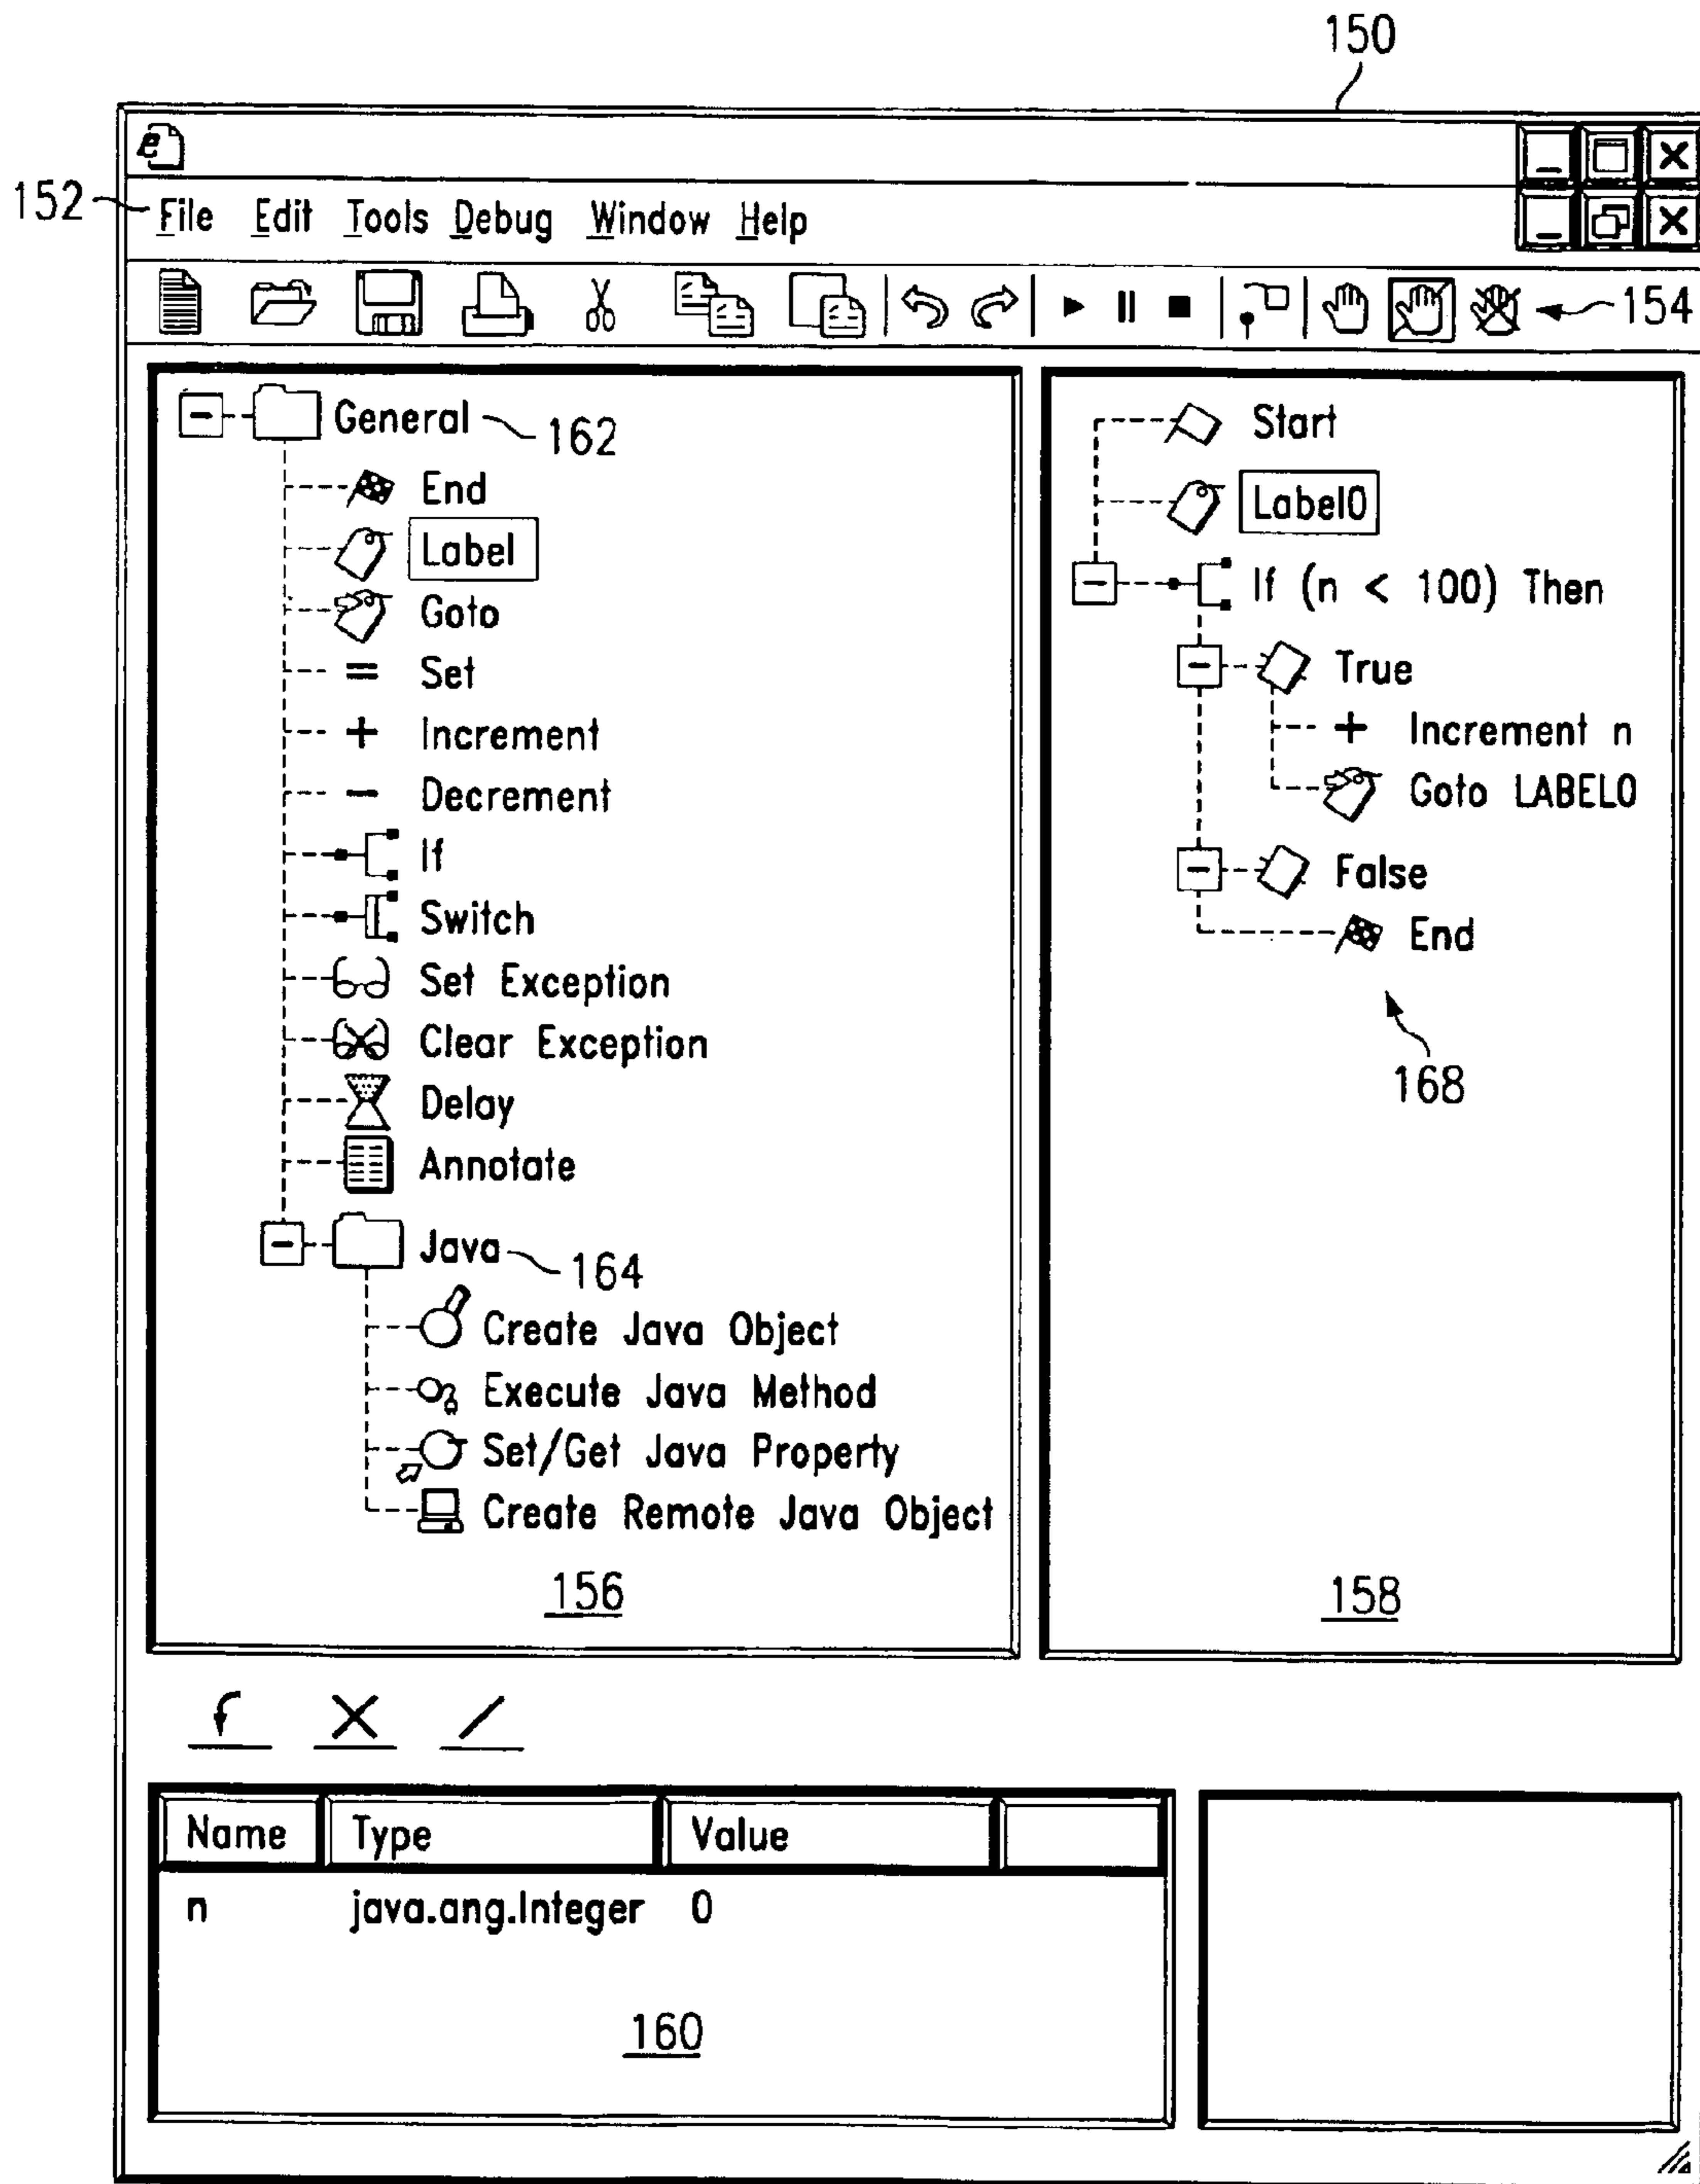 150
e
152
File Edit Tools Debug Window Help
154
General 162
End
Label
Goto
Set
Increment
Decrement
If
Switch
Set Exception
Clear Exception
Delay
Annotate
Java 164
Create Java Object
Execute Java Method
Set/Get Java Property
Create Remote Java Object
156
Start
Label0
If (n < 100) Then
True
Increment n
Goto LABEL0
False
End
168
158
Name Type Value
n java.ang.Integer 0
160